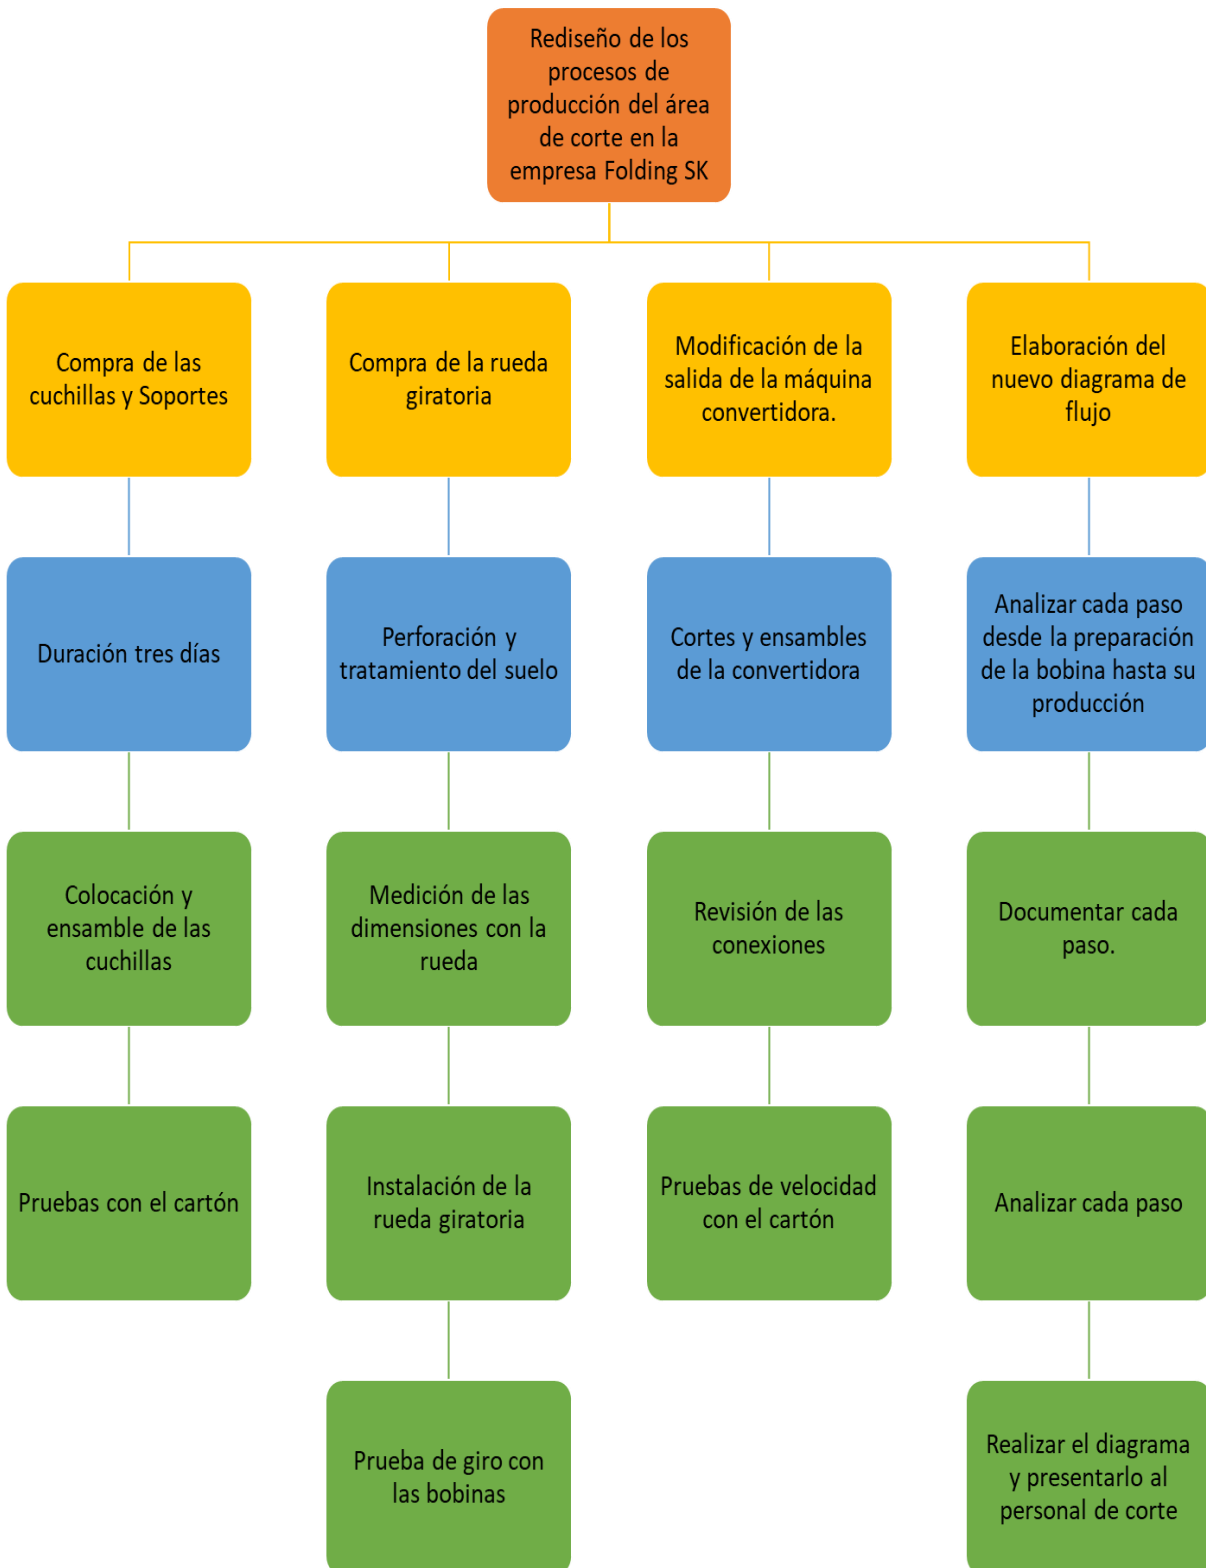 Rediseño de los
procesos de
producción del área
de corte en la
empresa Folding SK
Compra de las
cuchillas y Soportes
Compra de la rueda
giratoria
Modificación de la
salida de la máquina
convertidora.
Elaboración del
nuevo diagrama de
flujo
Duración tres días
Perforación y
tratamiento del suelo
Cortes y ensambles
de la convertidora
Analizar cada paso
desde la preparación
de la bobina hasta su
producción
Colocación y
ensamble de las
cuchillas
Medición de las
dimensiones con la
rueda
Revisión de las
conexiones
Documentar cada
paso.
Pruebas con el cartón
Instalación de la
rueda giratoria
Pruebas de velocidad
con el cartón
Analizar cada paso
Prueba de giro con
las bobinas
Realizar el diagrama
y presentarlo al
personal de corte